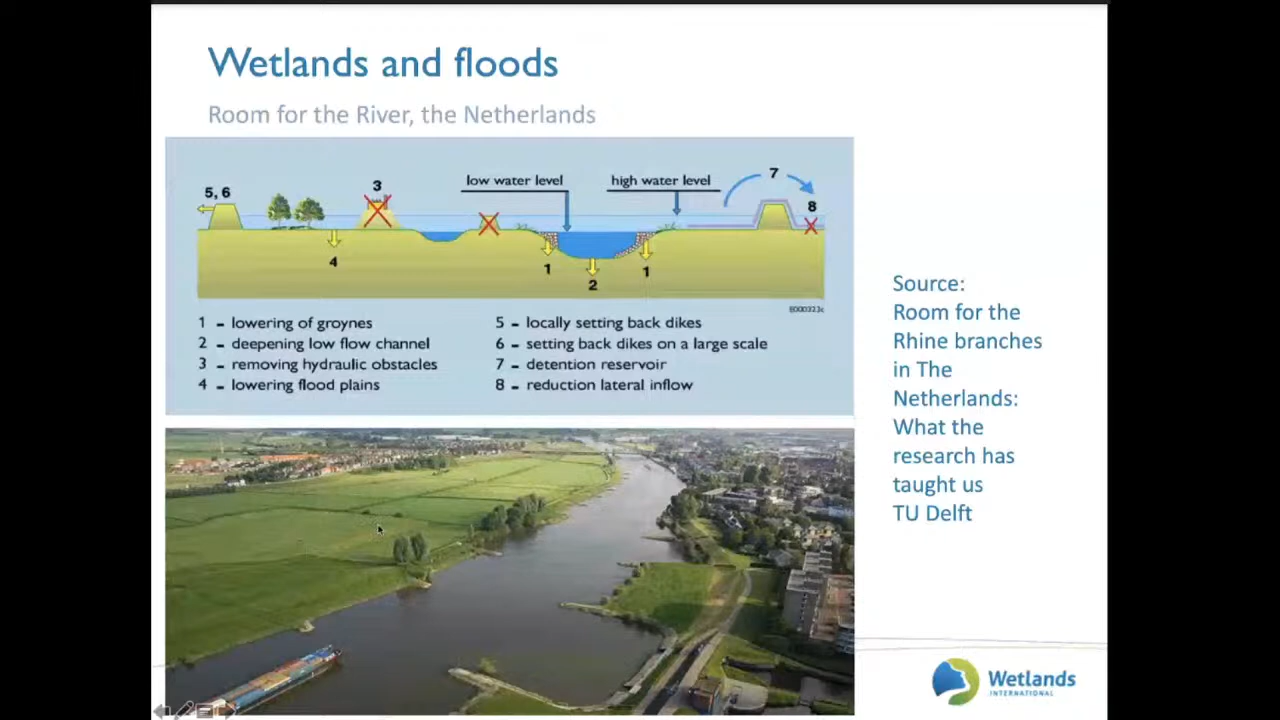 Wetlands and floods
Room for the River, the Netherlands
5, 6
3
low water level
high water level
7
8
4
1
2
1
E000323c
1 - lowering of groynes
2 - deepening low flow channel
3 - removing hydraulic obstacles
4 - lowering flood plains
5 - locally setting back dikes
6 - setting back dikes on a large scale
7 - detention reservoir
8 - reduction lateral inflow
Source:
Room for the
Rhine branches
in The
Netherlands:
What the
research has
taught us
TU Delft
Wetlands
INTERNATIONAL